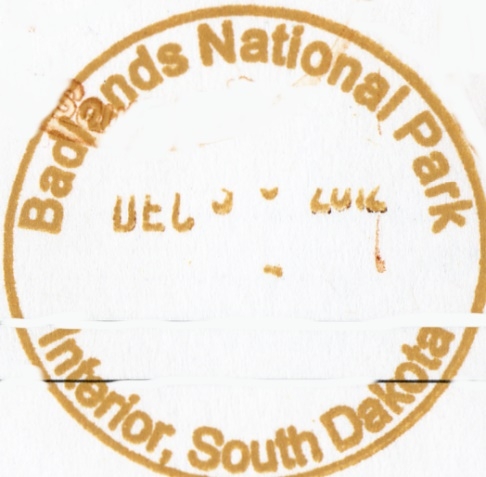 Badlands National Park
Interior, South Dakota